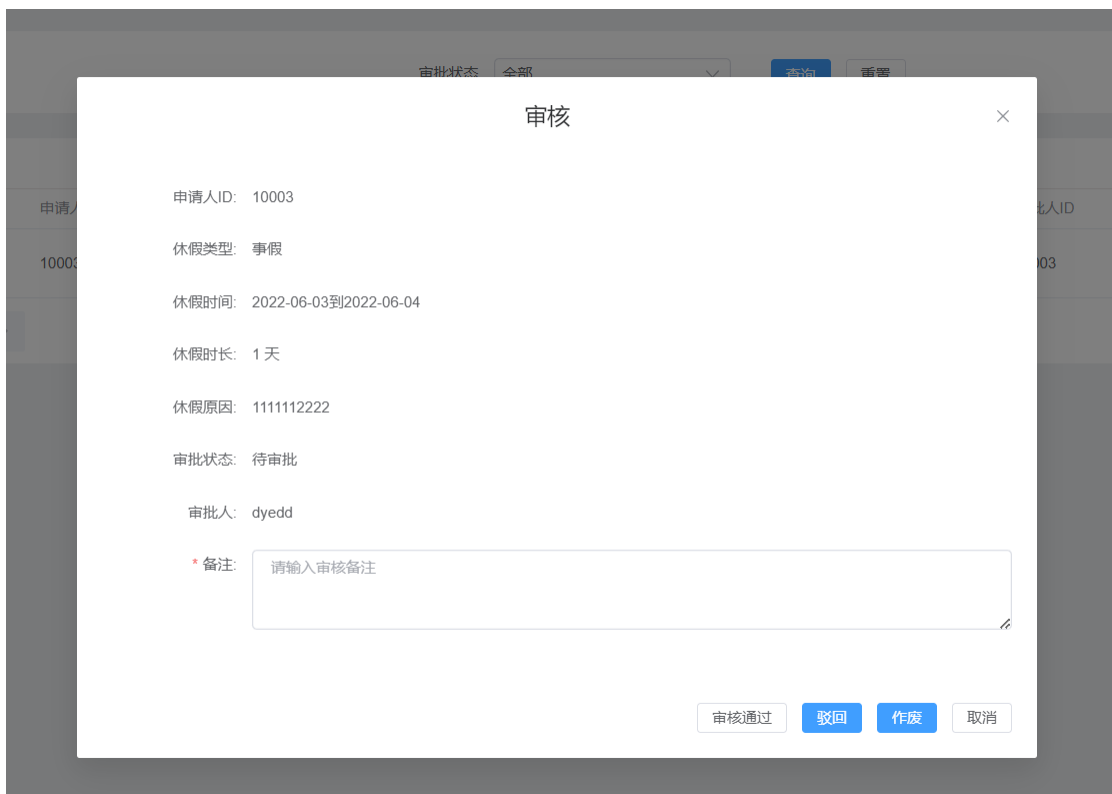 审批状态 全部 查询 重置
审核
申请人ID: 10003
休假类型: 事假
休假时间: 2022-06-03到2022-06-04
休假时长: 1 天
休假原因: 1111112222
审批状态: 待审批
审批人: dyedd
* 备注: 请输入审核备注
审核通过 驳回 作废 取消
申请人
10003
批人ID
003